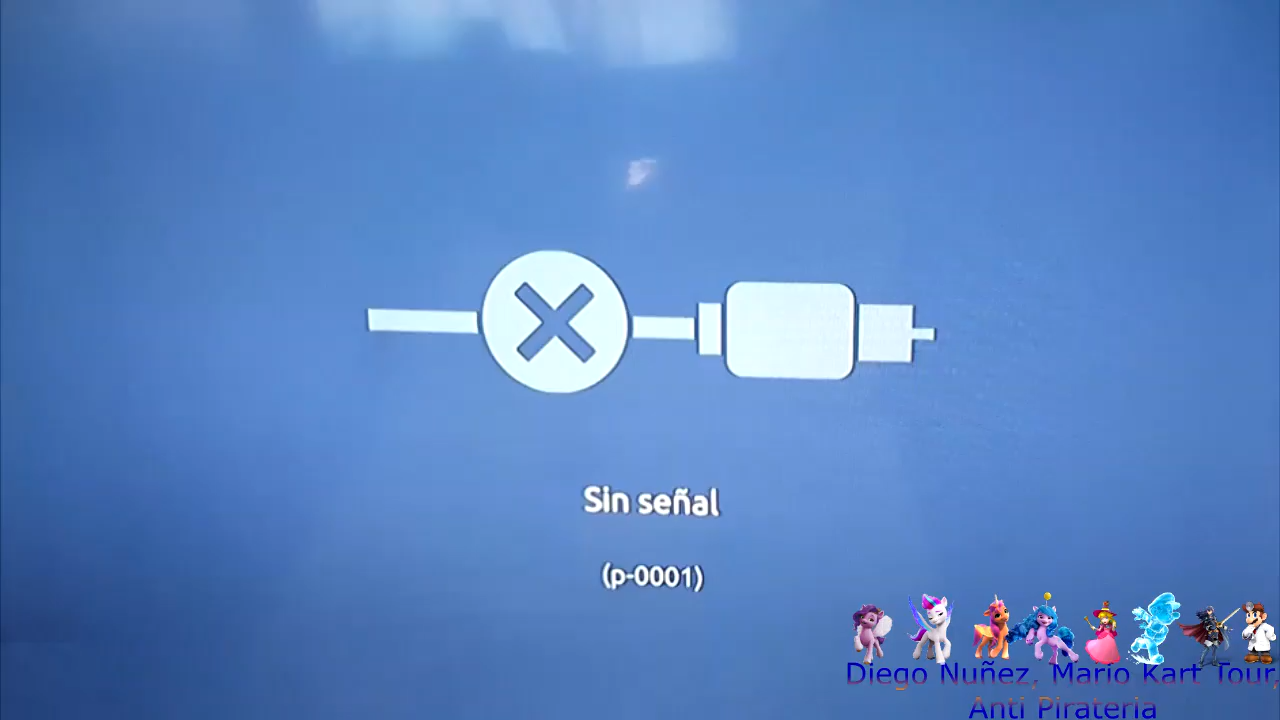 Sin señal
(p-0001)
Diego Nuñez, Mario Kart Tour,
Anti Pirateria